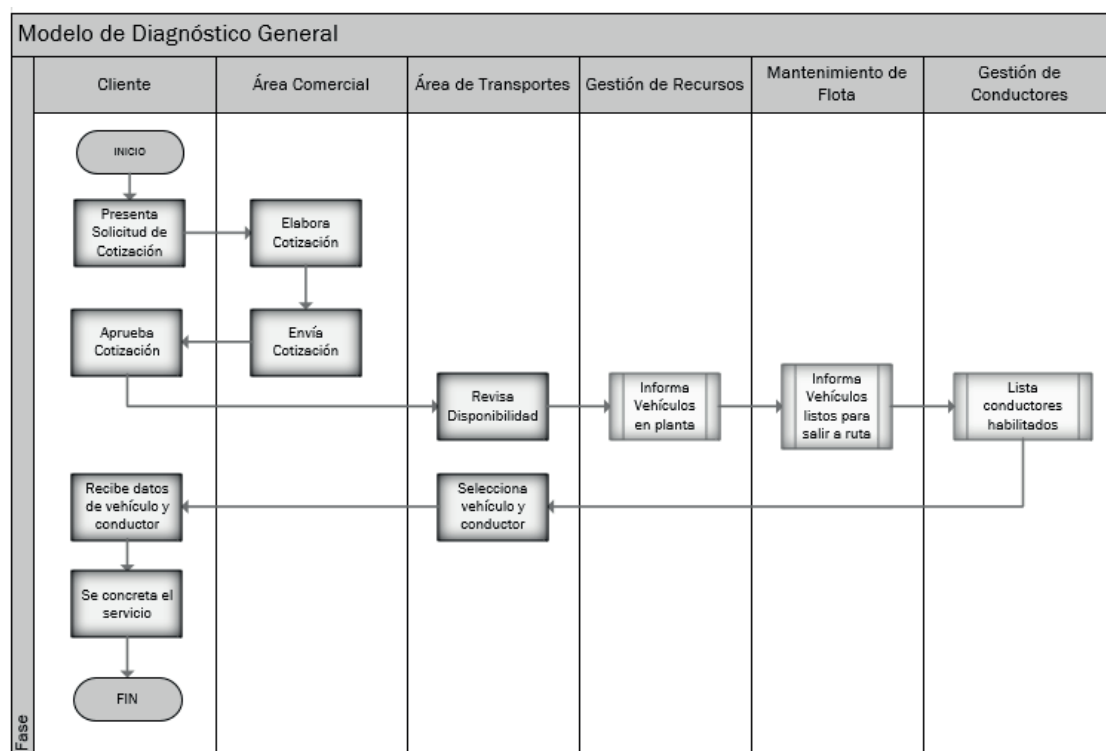 Modelo de Diagnóstico General
Cliente
Área Comercial
Área de Transportes
Gestión de Recursos
Mantenimiento de
Flota
Gestión de
Conductores
INICIO
Presenta
Solicitud de
Cotización
Elabora
Cotización
Aprueba
Cotización
Envía
Cotización
Revisa
Disponibilidad
Informa
Vehículos
en planta
Informa
Vehículos
listos para
salir a ruta
Lista
conductores
habilitados
Recibe datos
de vehículo y
conductor
Selecciona
vehículo y
conductor
Se concreta el
servicio
FIN
Fase